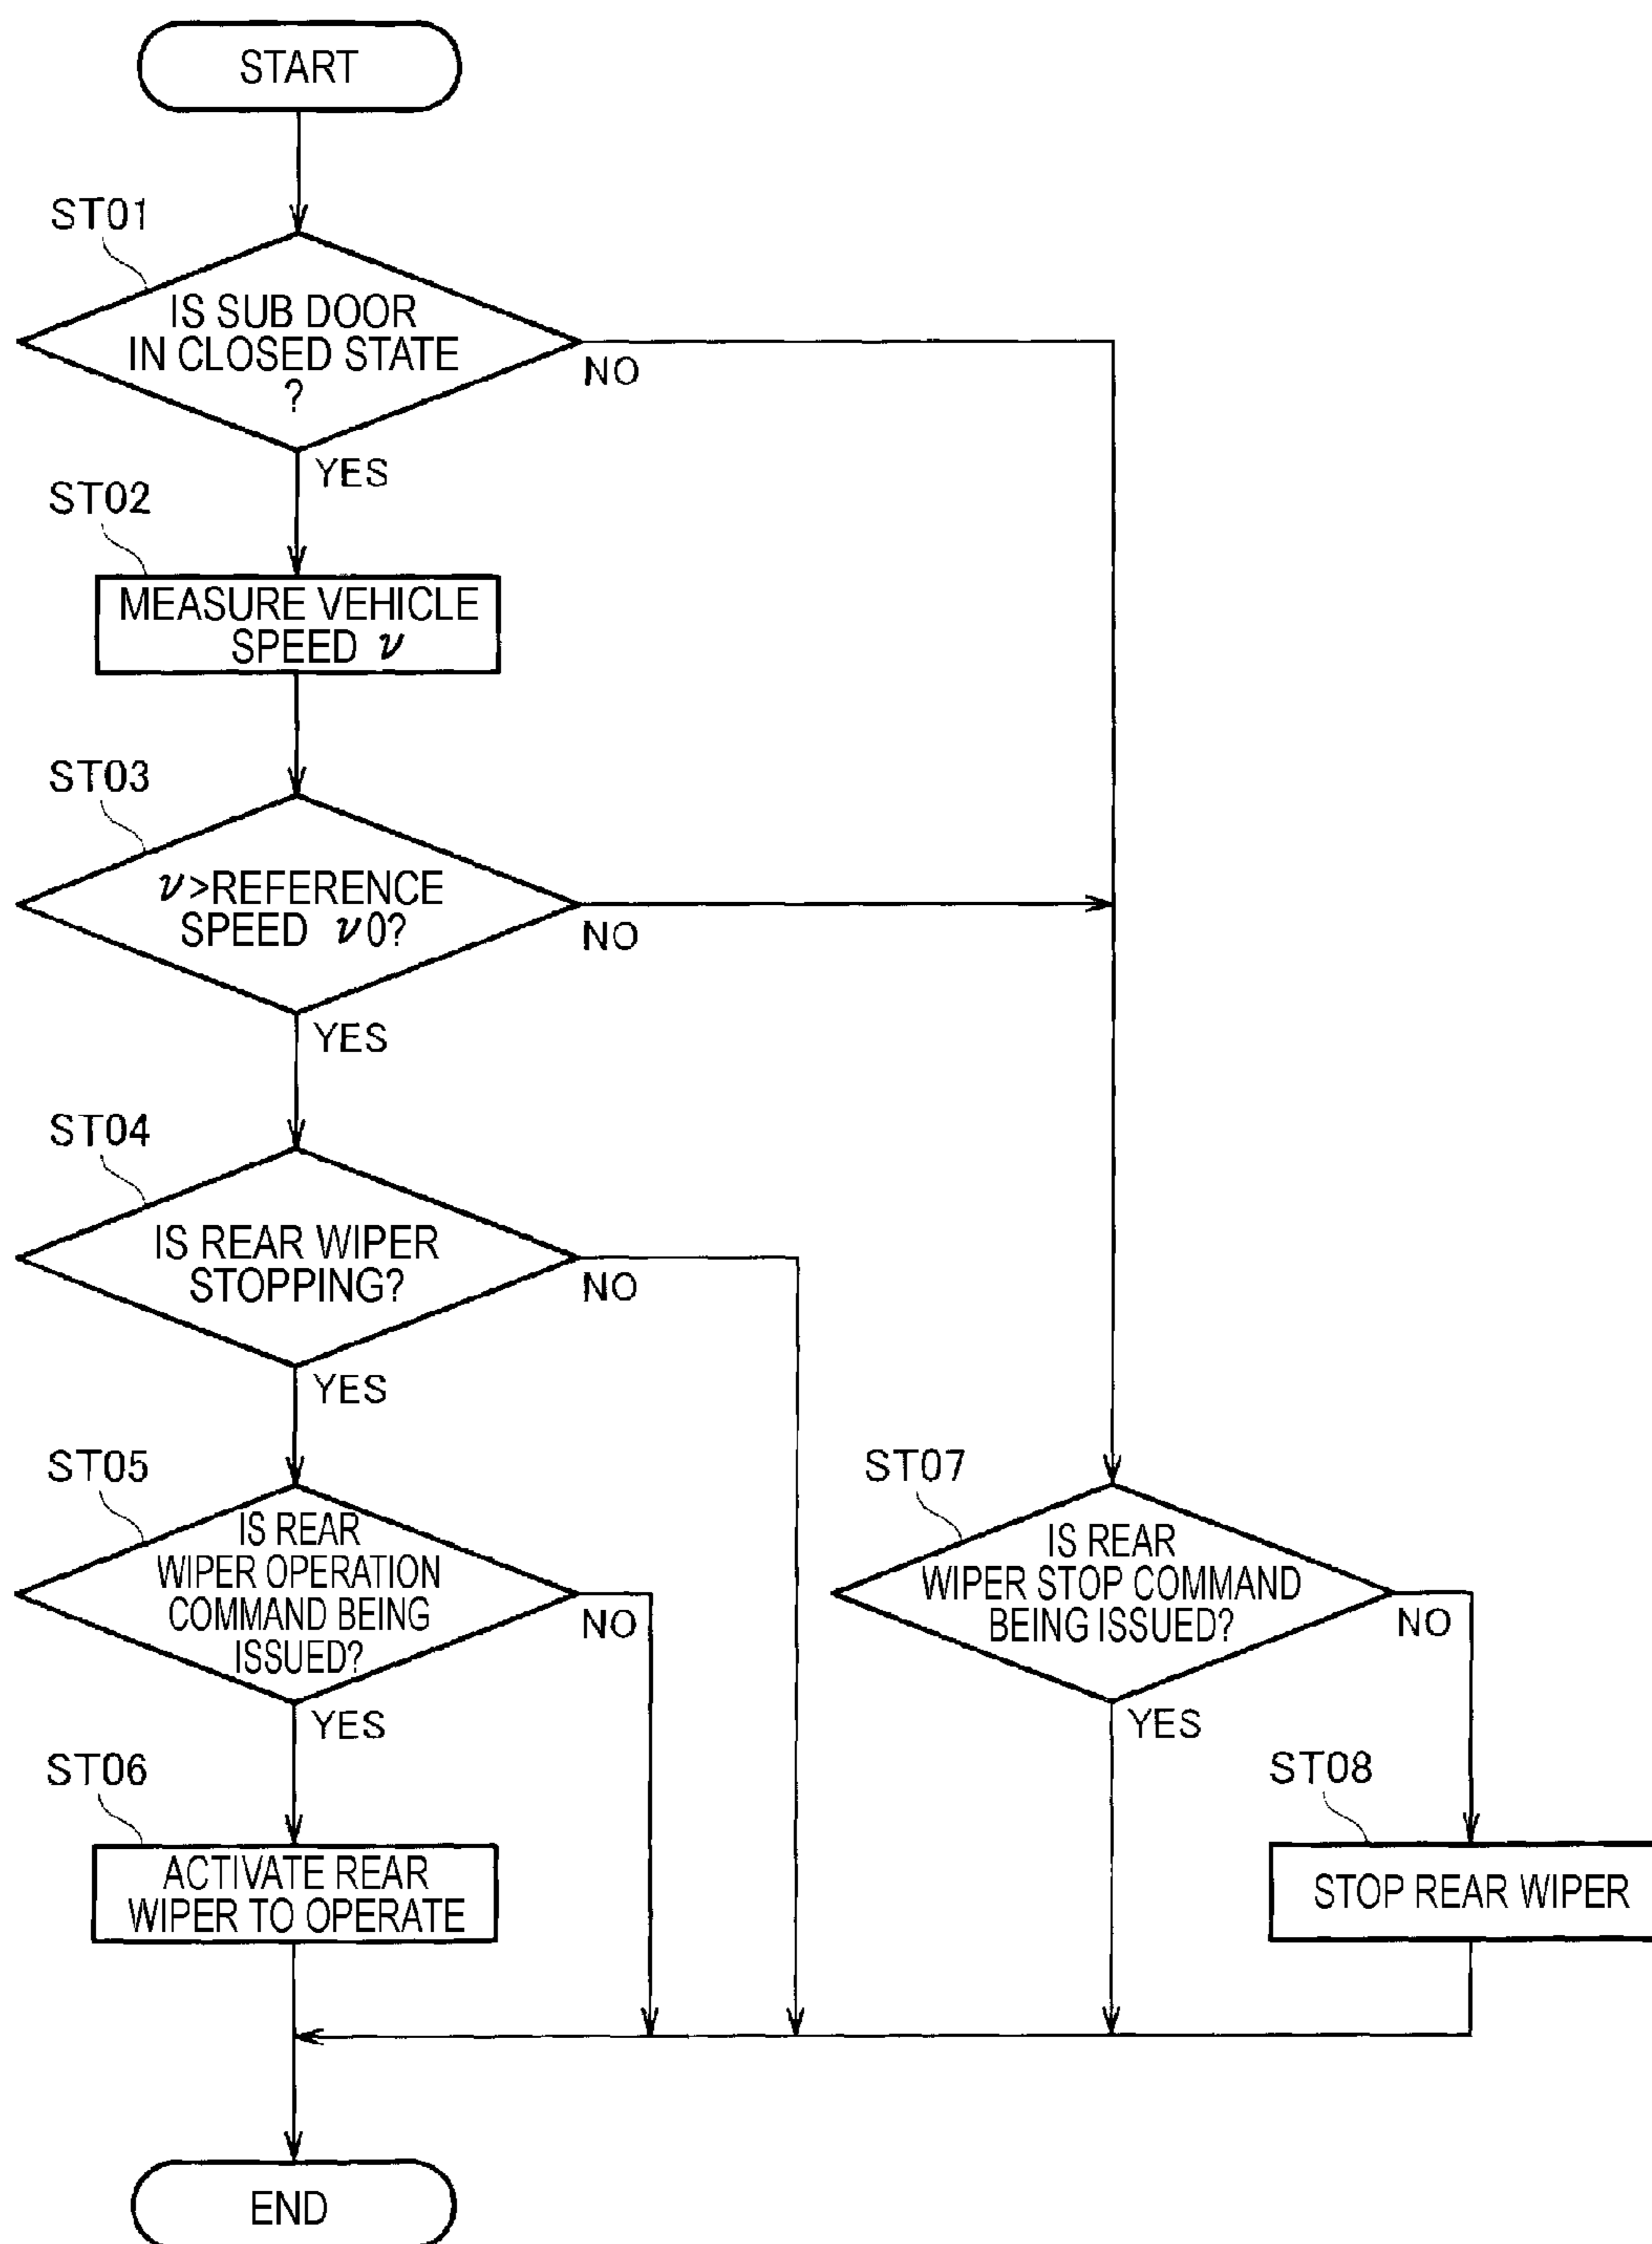 START
ST01
IS SUB DOOR
IN CLOSED STATE
?
NO
YES
ST02
MEASURE VEHICLE
SPEED ν
ST03
ν>REFERENCE
SPEED ν0?
NO
YES
ST04
IS REAR WIPER
STOPPING?
NO
YES
ST05
IS REAR
WIPER OPERATION
COMMAND BEING
ISSUED?
NO
YES
ST07
IS REAR
WIPER STOP COMMAND
BEING ISSUED?
NO
YES
ST06
ACTIVATE REAR
WIPER TO OPERATE
ST08
STOP REAR WIPER
END